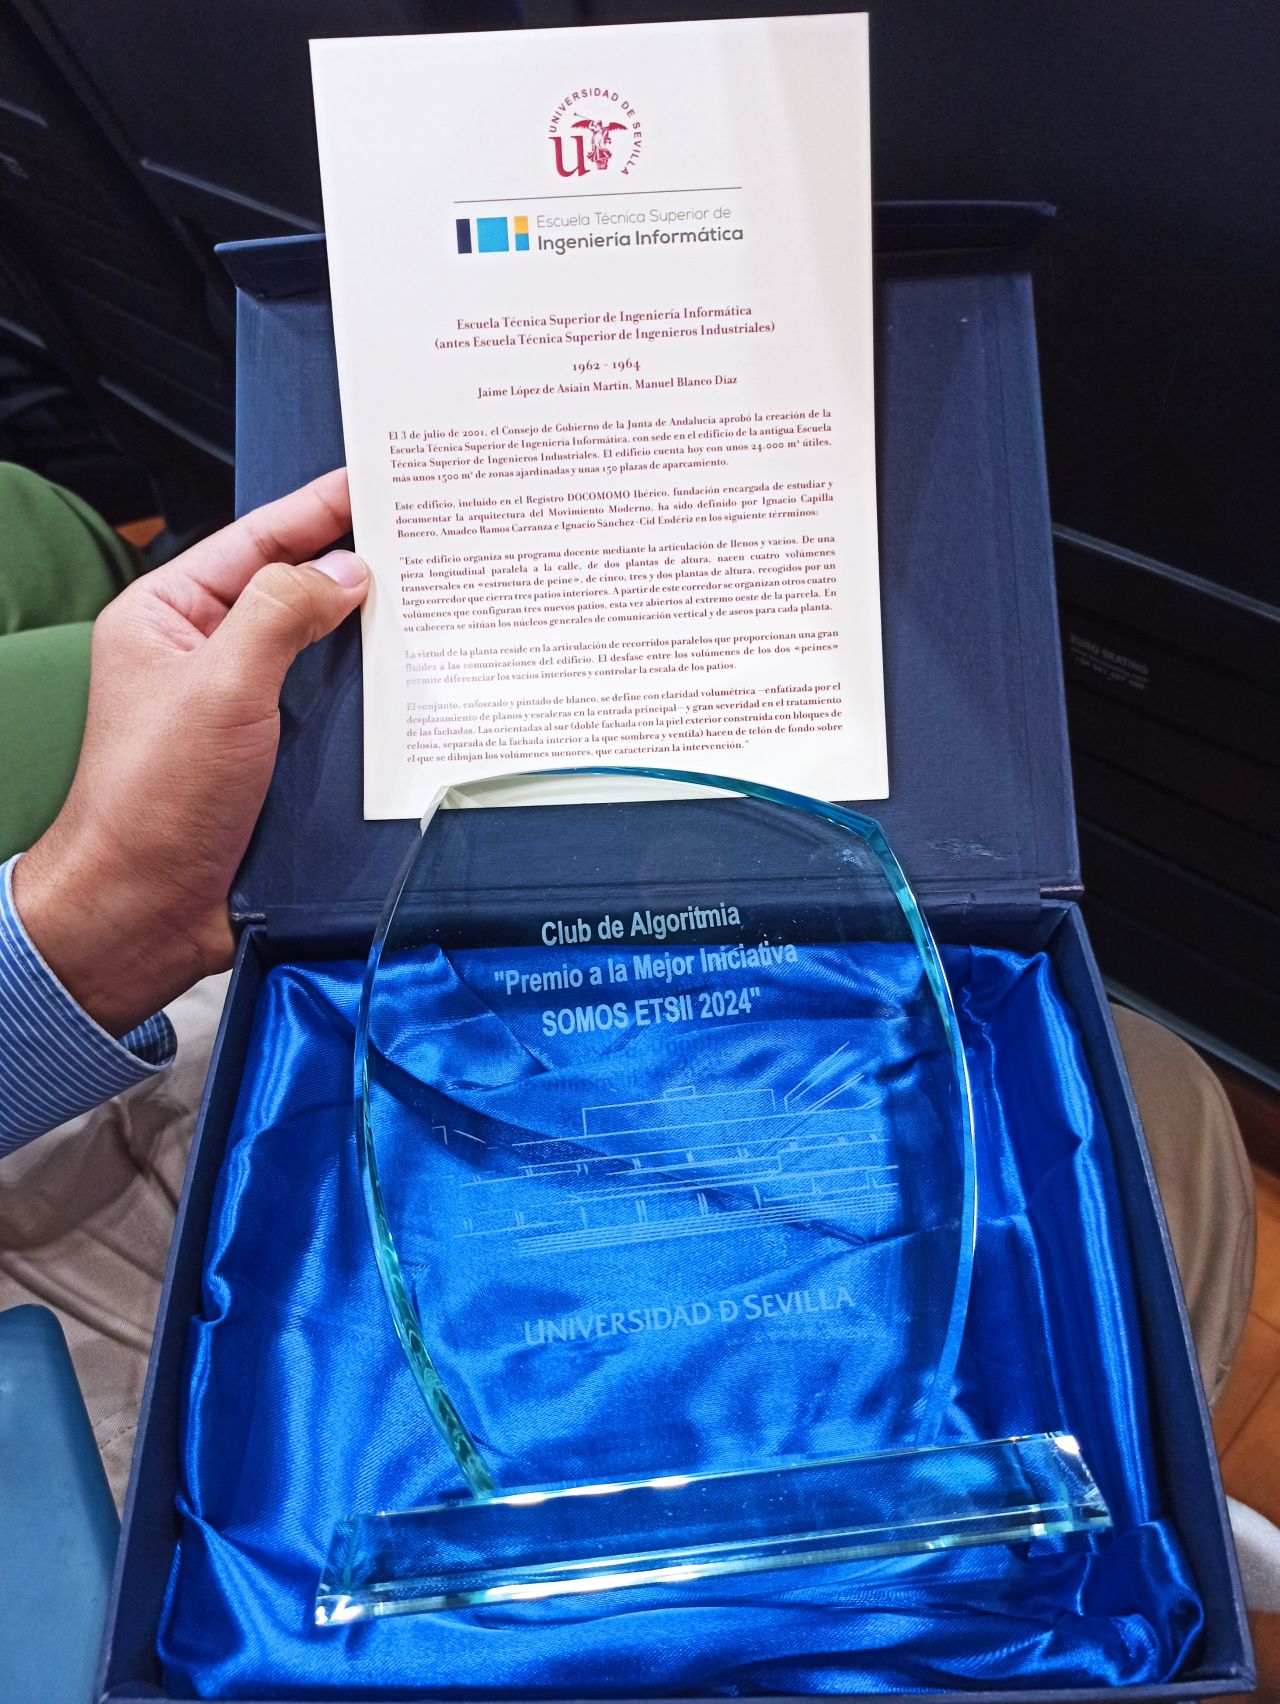 UNIVERSIDAD DE SEVILLA
Escuela Técnica Superior de
Ingeniería Informática
Escuela Técnica Superior de Ingeniería Informática
(antes Escuela Técnica Superior de Ingenieros Industriales)
1962 - 1964
Jaime López de Asiain Martín, Manuel Blanco Díaz
El 3 de julio de 2001, el Consejo de Gobierno de la Junta de Andalucía aprobó la creación de la
Escuela Técnica Superior de Ingeniería Informática, con sede en el edificio de la antigua Escuela
Técnica Superior de Ingenieros Industriales. El edificio cuenta hoy con unos 24.000 m² útiles,
más unos 1500 m² de zonas ajardinadas y unas 150 plazas de aparcamiento.
Este edificio, incluido en el Registro DOCOMOMO Ibérico, fundación encargada de estudiar y
documentar la arquitectura del Movimiento Moderno, ha sido definido por Ignacio Capilla
Roncero, Amadeo Ramos Carranza e Ignacio Sánchez-Cid Endériz en los siguiente términos:
"Este edificio organiza su programa docente mediante la articulación de llenos y vacíos. De una
pieza longitudinal paralela a la calle, de dos plantas de altura, nacen cuatro volúmenes
transversales en «estructura de peine», de cinco, tres y dos plantas de altura, recogidos por un
largo corredor que cierra tres patios interiores. A partir de este corredor se organizan otros cuatro
volúmenes que configuran tres nuevos patios, esta vez abiertos al extremo oeste de la parcela. En
su cabecera se sitúan los núcleos generales de comunicación vertical y de aseos para cada planta.
La virtud de la planta reside en la articulación de recorridos paralelos que proporcionan una gran
fluidez a las comunicaciones del edificio. El desfase entre los volúmenes de los dos «peines»
permite diferenciar los vacíos interiores y controlar la escala de los patios.
El conjunto, enfoscado y pintado de blanco, se define con claridad volumétrica –enfatizada por el
desplazamiento de planos y escaleras en la entrada principal– y gran severidad en el tratamiento
de las fachadas. Las orientadas al sur (doble fachada con la piel exterior construida con bloques de
celosía, separada de la fachada interior a la que sombrea y ventila) hacen de telón de fondo sobre
el que se dibujan los volúmenes menores, que caracterizan la intervención."
EURO SEATING
Club de Algoritmia
"Premio a la Mejor Iniciativa
SOMOS ETSII 2024"
UNIVERSIDAD D SEVILLA